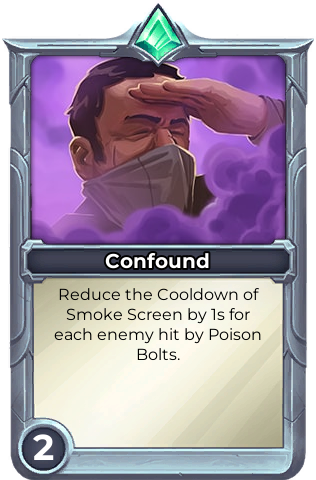 Confound
Reduce the Cooldown of
Smoke Screen by 1s for
each enemy hit by Poison
Bolts.
2